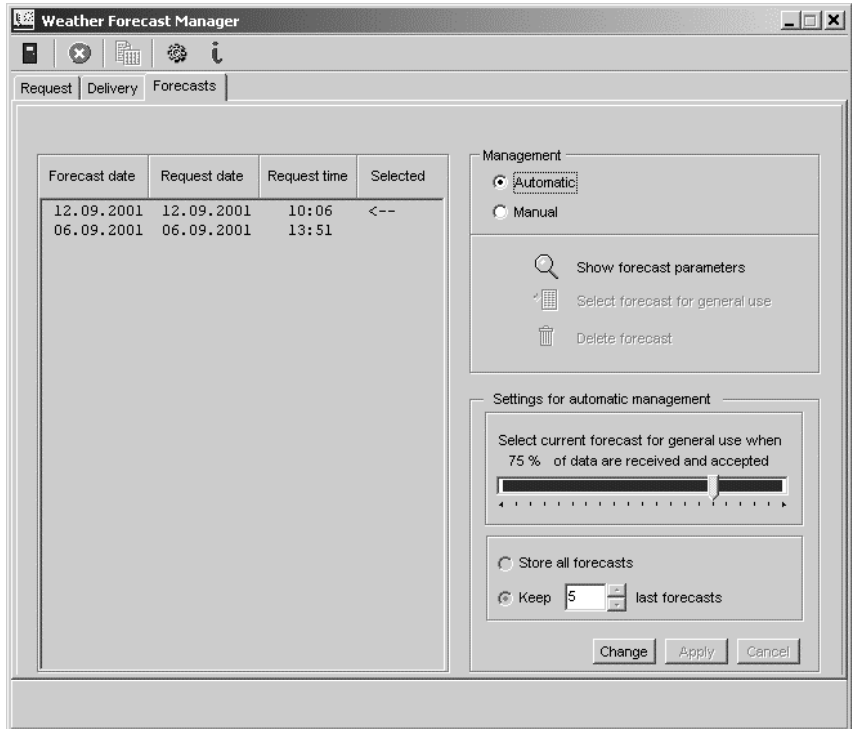 Weather Forecast Manager
Request Delivery Forecasts
Forecast date Request date Request time Selected
12.09.2001 12.09.2001 10:06 <--
06.09.2001 06.09.2001 13:51
Management
Automatic
Manual
Show forecast parameters
Select forecast for general use
Delete forecast
Settings for automatic management
Select current forecast for general use when
75 % of data are received and accepted
Store all forecasts
Keep 5 last forecasts
Change Apply Cancel